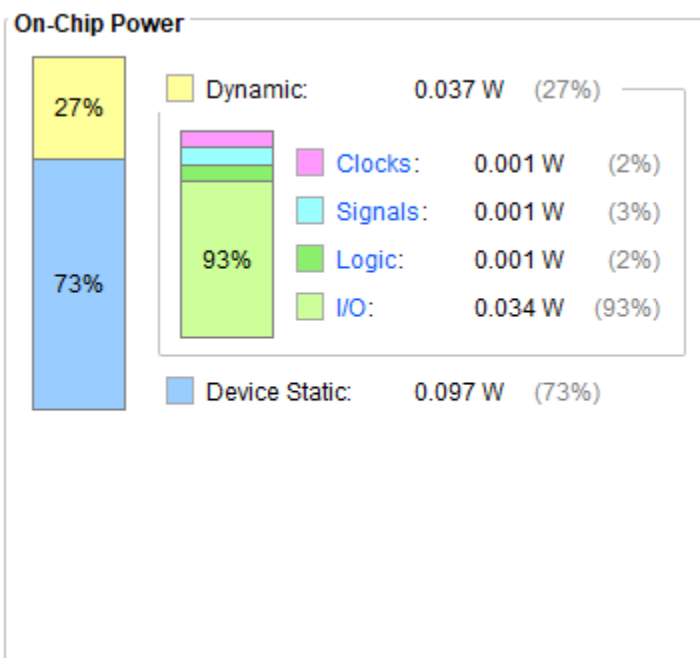 On-Chip Power
27%
Dynamic: 0.037 W (27%)
Clocks: 0.001 W (2%)
Signals: 0.001 W (3%)
93%
Logic: 0.001 W (2%)
73%
I/O: 0.034 W (93%)
Device Static: 0.097 W (73%)